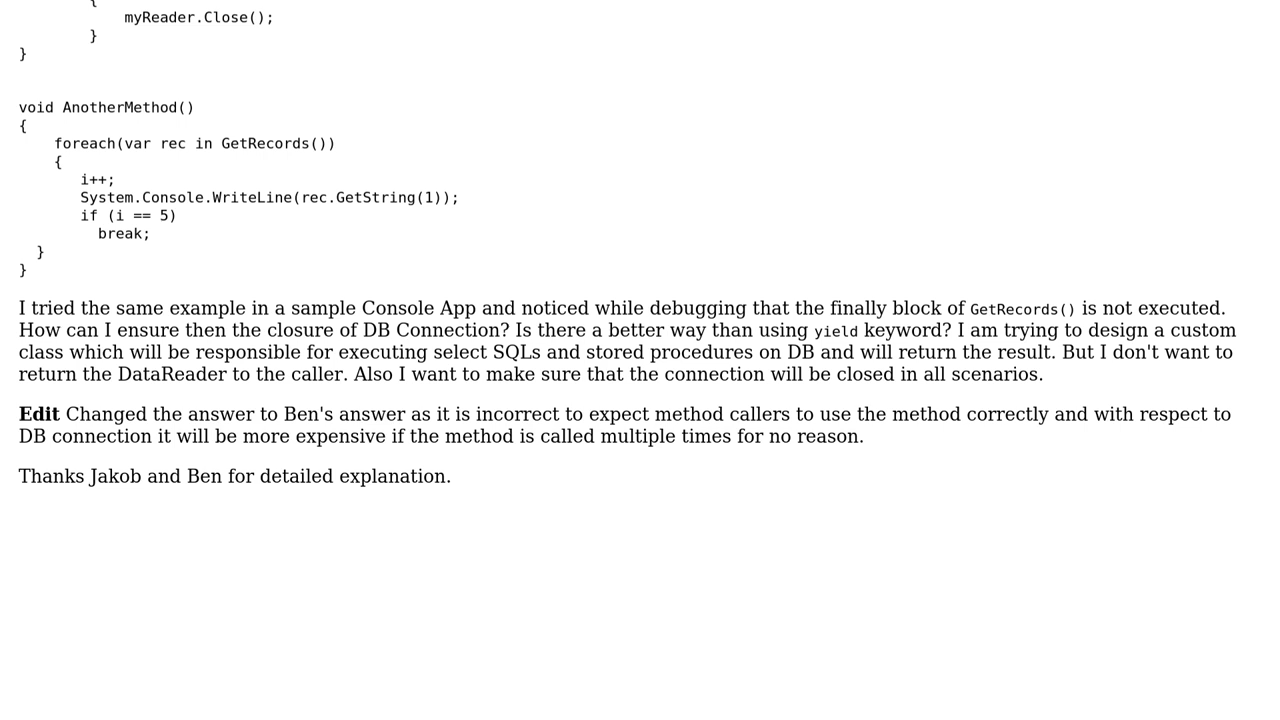 {
myReader.Close();
}
}
void AnotherMethod()
{
foreach(var rec in GetRecords())
{
i++;
System.Console.WriteLine(rec.GetString(1));
if (i == 5)
break;
}
}
I tried the same example in a sample Console App and noticed while debugging that the finally block of GetRecords() is not executed.
How can I ensure then the closure of DB Connection? Is there a better way than using yield keyword? I am trying to design a custom
class which will be responsible for executing select SQLs and stored procedures on DB and will return the result. But I don't want to
return the DataReader to the caller. Also I want to make sure that the connection will be closed in all scenarios.
Edit Changed the answer to Ben's answer as it is incorrect to expect method callers to use the method correctly and with respect to
DB connection it will be more expensive if the method is called multiple times for no reason.
Thanks Jakob and Ben for detailed explanation.